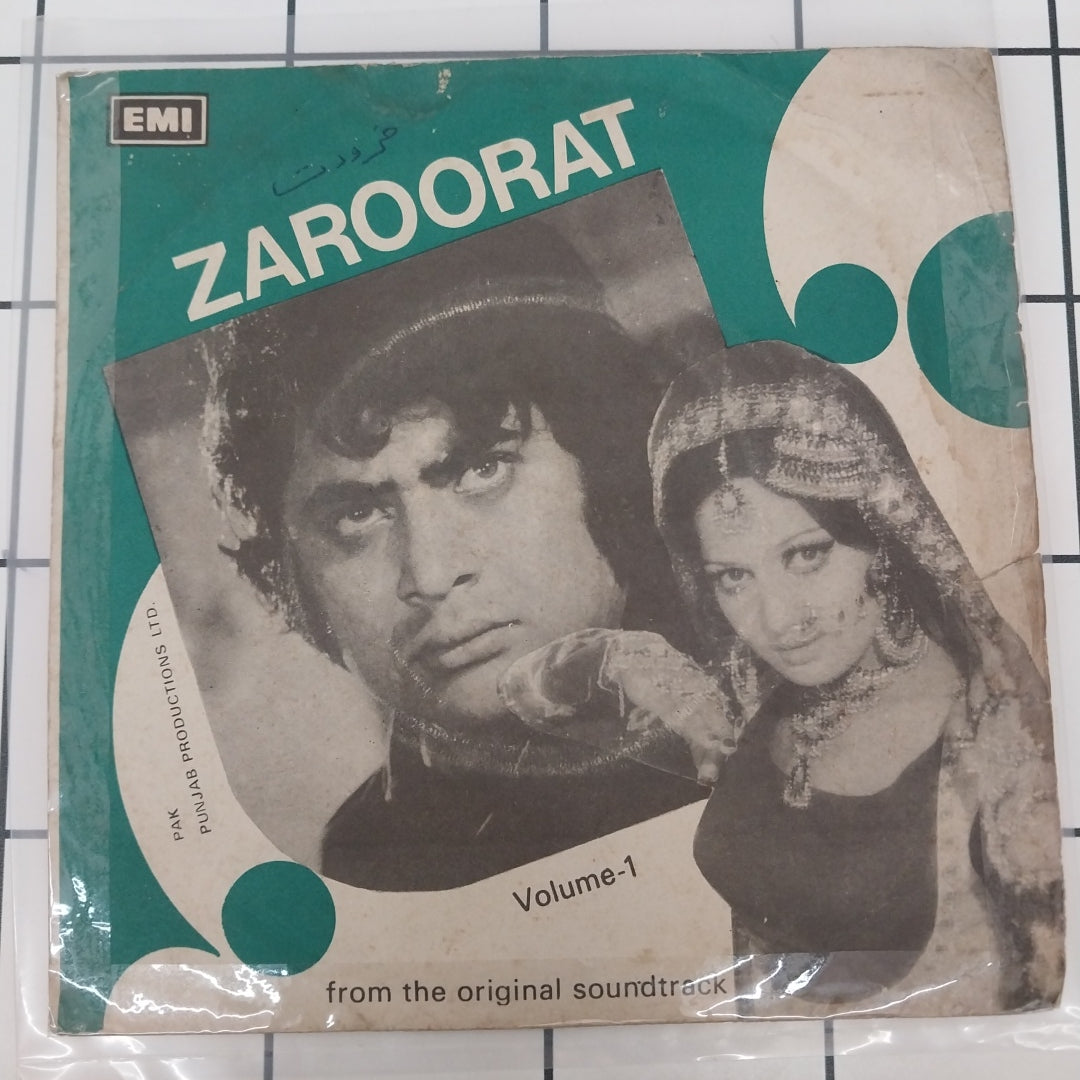 EMI
ضرورت
ZAROORAT
PAK
PUNJAB PRODUCTIONS LTD.
Volume-1
from the original soundtrack